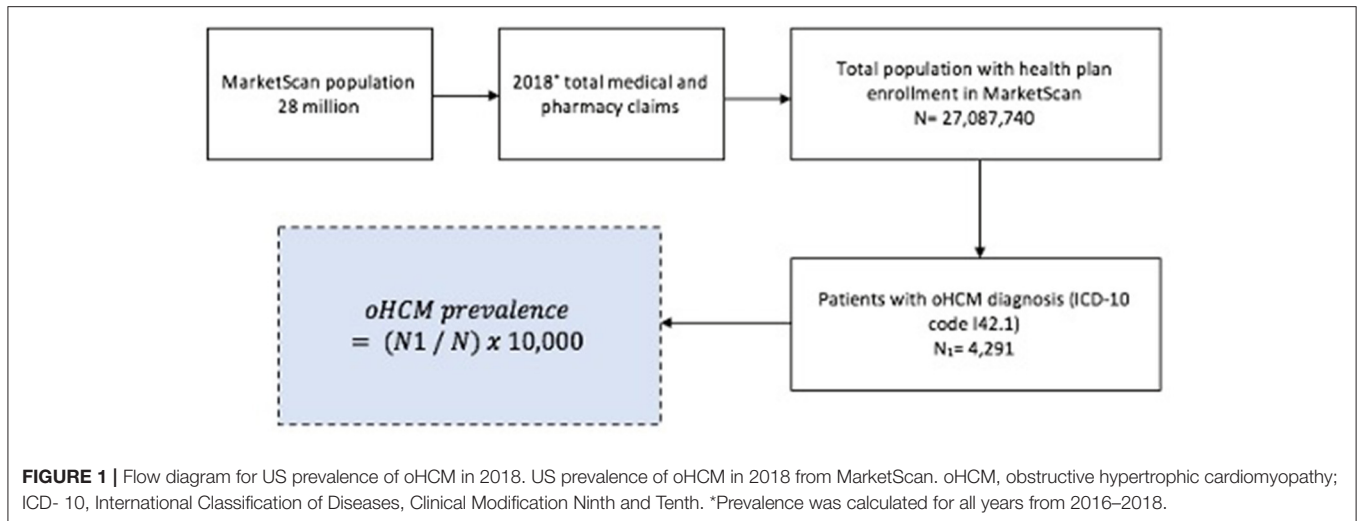 MarketScan population
28 million
2018* total medical and
pharmacy claims
Total population with health plan
enrollment in MarketScan
N= 27,087,740
Patients with oHCM diagnosis (ICD-10
code I42.1)
N₁= 4,291
oHCM prevalence
= (N1 / N) x 10,000
FIGURE 1 | Flow diagram for US prevalence of oHCM in 2018. US prevalence of oHCM in 2018 from MarketScan. oHCM, obstructive hypertrophic cardiomyopathy;
ICD- 10, International Classification of Diseases, Clinical Modification Ninth and Tenth. *Prevalence was calculated for all years from 2016–2018.